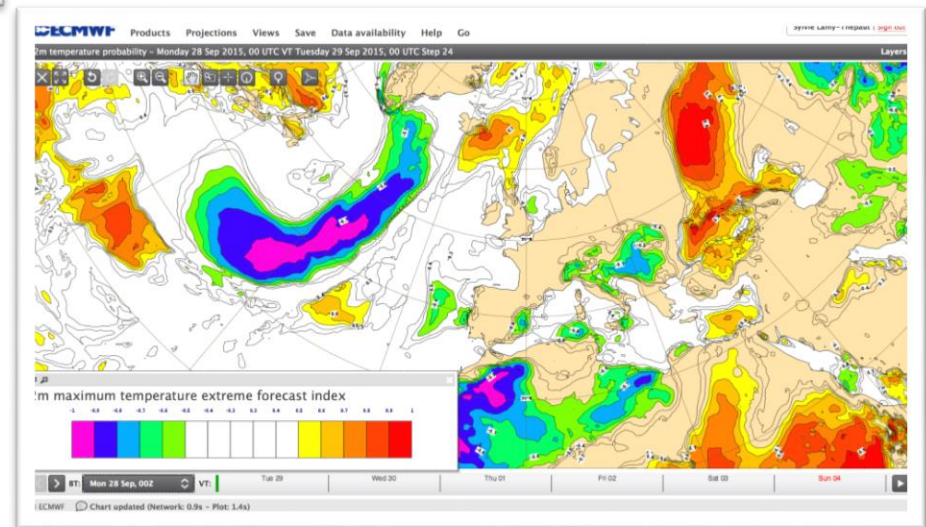 ECMWF Products Projections Views Save Data availability Help Go
Sylvie Lamy-Thepaut | Sign out
2m temperature probability - Monday 28 Sep 2015, 00 UTC VT Tuesday 29 Sep 2015, 00 UTC Step 24 Layers
2m maximum temperature extreme forecast index
-1 -0.9 -0.8 -0.7 -0.6 -0.5 -0.4 -0.3 0.3 0.4 0.5 0.6 0.7 0.8 0.9 1
BT: Mon 28 Sep, 00Z VT: Tue 29 Wed 30 Thu 01 Fri 02 Sat 03 Sun 04
ECMWF Chart updated (Network: 0.9s - Plot: 1.4s)